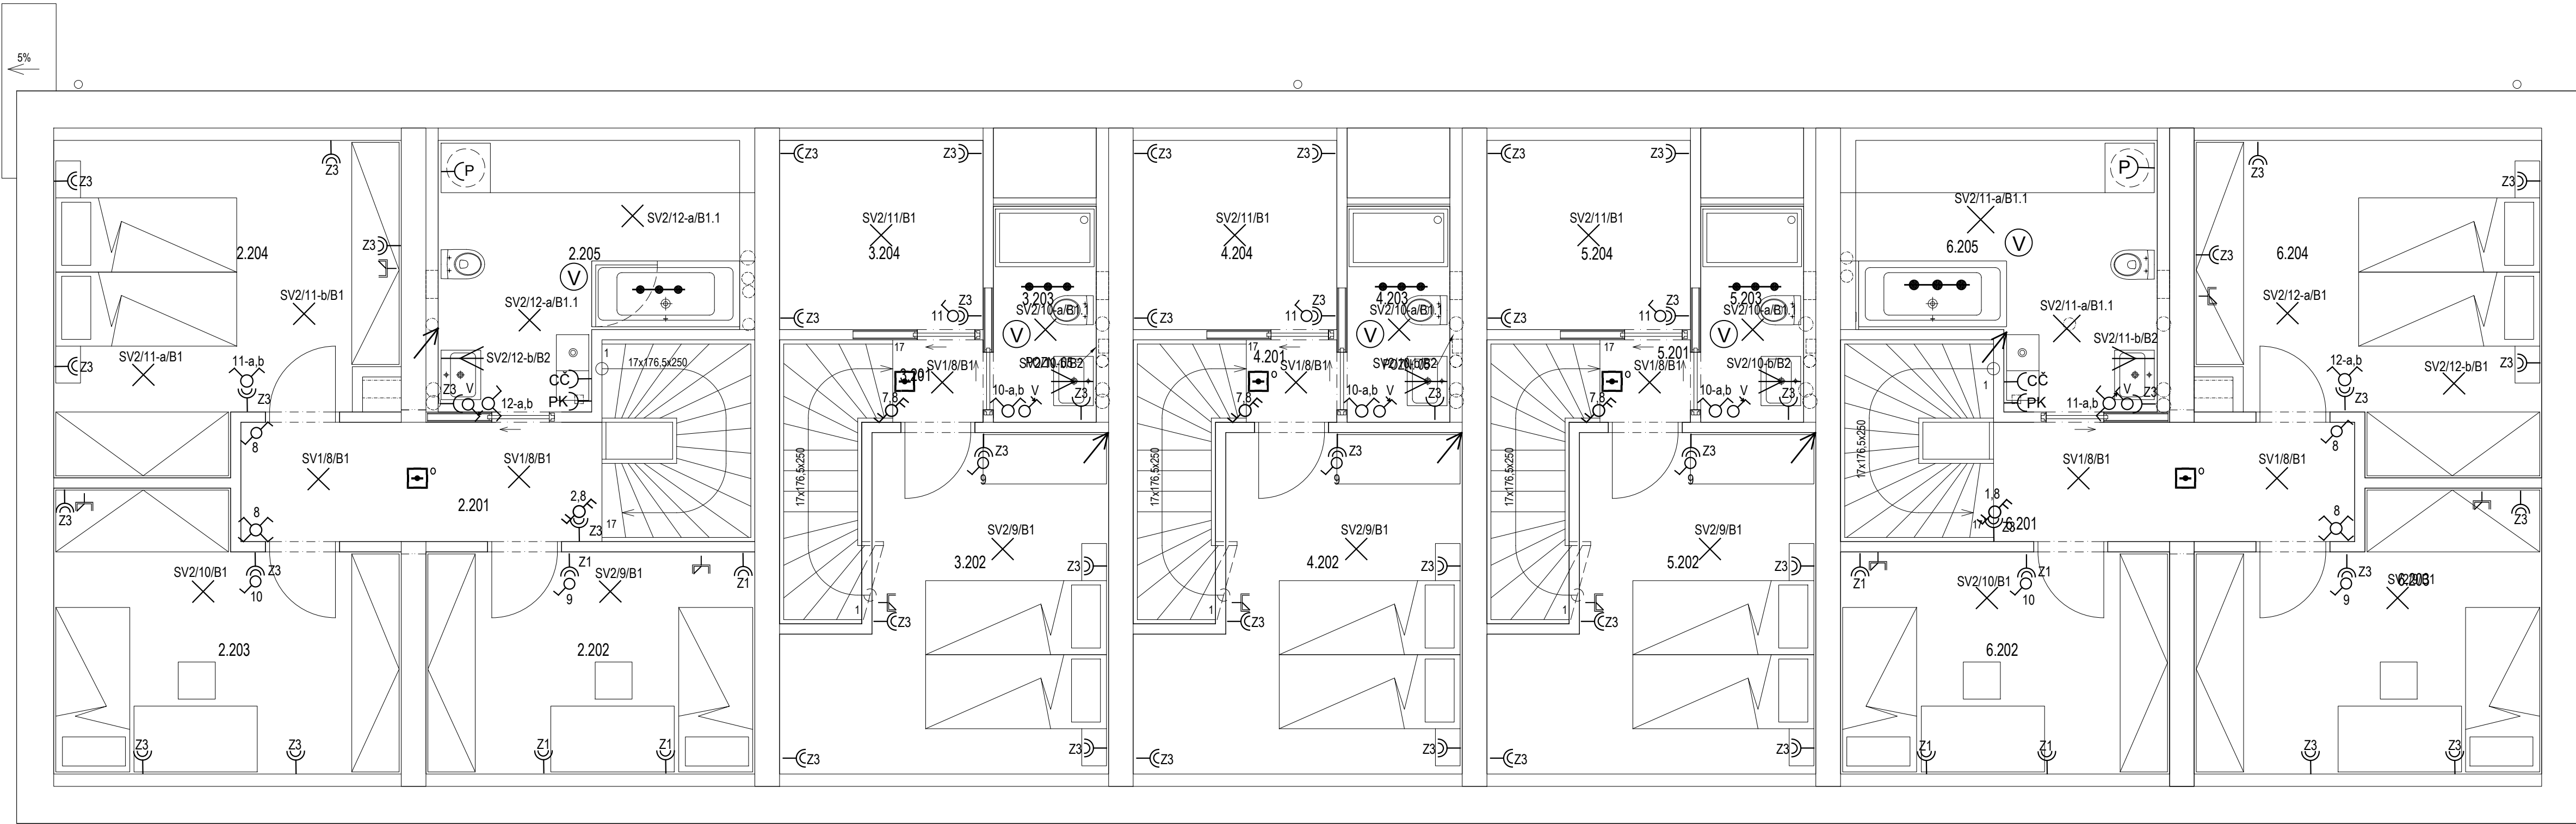 5%
Z3
Z3
Z3
2.204
SV2/11-b/B1
SV2/11-a/B1
Z3
11-a,b
Z3
8
SV1/8/B1
Z3
8
SV2/10/B1
Z3
10
2.203
Z3
Z3
P
SV2/12-a/B1.1
2.205
V
SV2/12-a/B1.1
SV2/12-b/B2
Z3
V
12-a,b
CČ
PK
1
17x176,5x250
SV1/8/B1
o
2.201
2,8
Z3
17
Z1
9
SV2/9/B1
Z1
2.202
Z1
Z1
Z3
Z3
SV2/11/B1
3.204
Z3
Z3
11
3.203
SV2/10-a/B1.1
V
17
3.201
o
SV1/8/B1
7,8
10-a,b
V
Z3
17x176,5x250
Z3
9
SV2/9/B1
3.202
Z3
1
Z3
Z3
Z3
Z3
Z3
SV2/11/B1
4.204
Z3
Z3
11
4.203
SV2/10-a/B1.1
V
17
4.201
o
SV1/8/B1
SV2/10-b/B2
7,8
10-a,b
V
Z3
17x176,5x250
Z3
9
SV2/9/B1
4.202
Z3
1
Z3
Z3
Z3
Z3
Z3
SV2/11/B1
5.204
Z3
Z3
11
5.203
SV2/10-a/B1.1
V
17
5.201
o
SV1/8/B1
SV2/10-b/B2
7,8
10-a,b
V
Z3
17x176,5x250
Z3
9
SV2/9/B1
5.202
Z3
1
Z3
Z3
Z3
P
SV2/11-a/B1.1
6.205
V
SV2/11-a/B1.1
SV2/11-b/B2
1
CČ
PK
11-a,b
V
Z3
17x176,5x250
SV1/8/B1
o
1,8
17
Z3
6.201
Z1
SV2/10/B1
Z1
10
6.202
Z1
Z1
Z3
Z3
Z3
6.204
SV2/12-a/B1
12-a,b
Z3
SV2/12-b/B1
Z3
8
SV1/8/B1
8
Z3
Z3
9
6.203
Z3
Z3